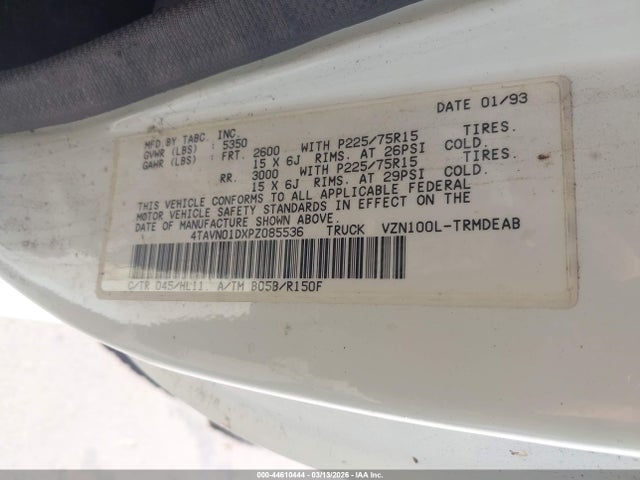 DATE 01/93
MFD BY TABC, INC.
GVWR (LBS) : 5350
GAWR (LBS) : FRT. 2600 WITH P225/75R15 TIRES.
15 X 6J RIMS. AT 26PSI COLD.
RR. 3000 WITH P225/75R15 TIRES.
15 X 6J RIMS. AT 29PSI COLD.
THIS VEHICLE CONFORMS TO ALL APPLICABLE FEDERAL
MOTOR VEHICLE SAFETY STANDARDS IN EFFECT ON THE
DATE OF MANUFACTURE SHOWN ABOVE.
4TAVN01DXPZ085536 TRUCK VZN100L-TRMDEAB
C/TR 045/HL11 A/TM B05B/R150F
000-44610444 - 03/13/2026 - IAA Inc.